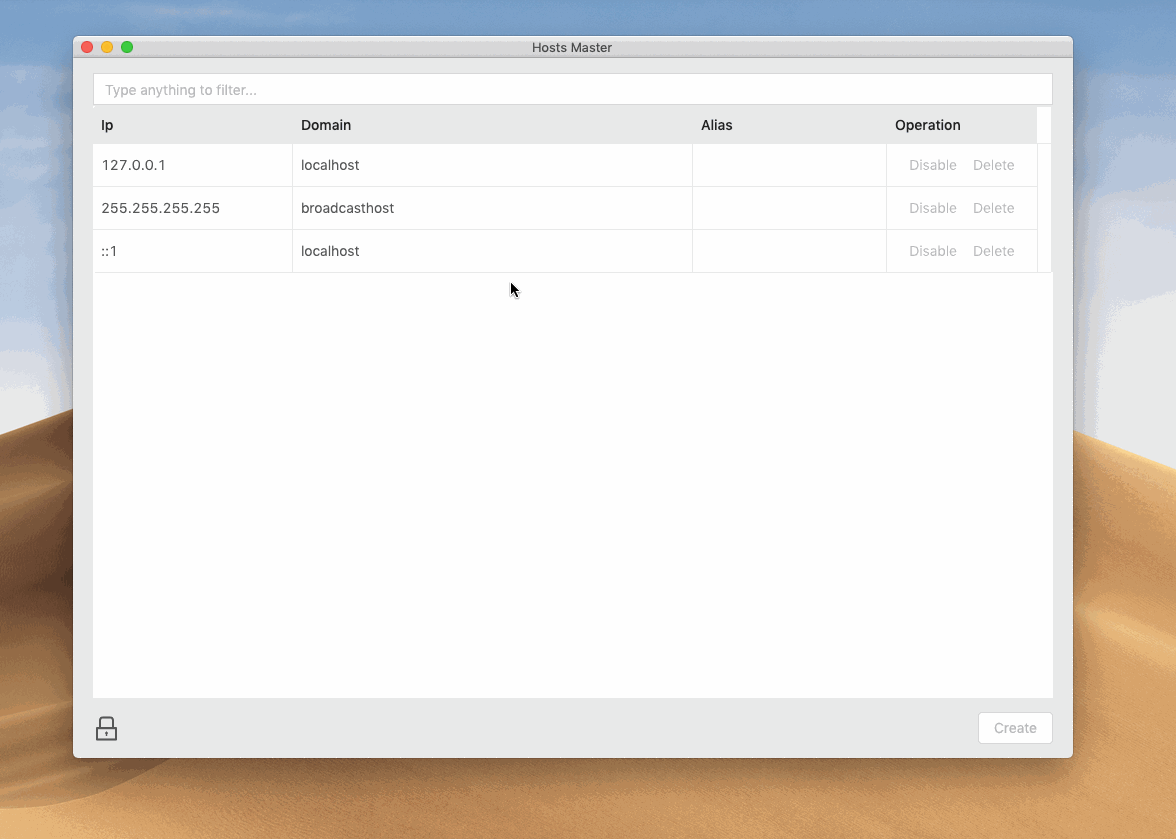 Hosts Master
Type anything to filter...
Ip Domain Alias Operation
127.0.0.1 localhost Disable Delete
255.255.255.255 broadcasthost Disable Delete
::1 localhost Disable Delete
Create